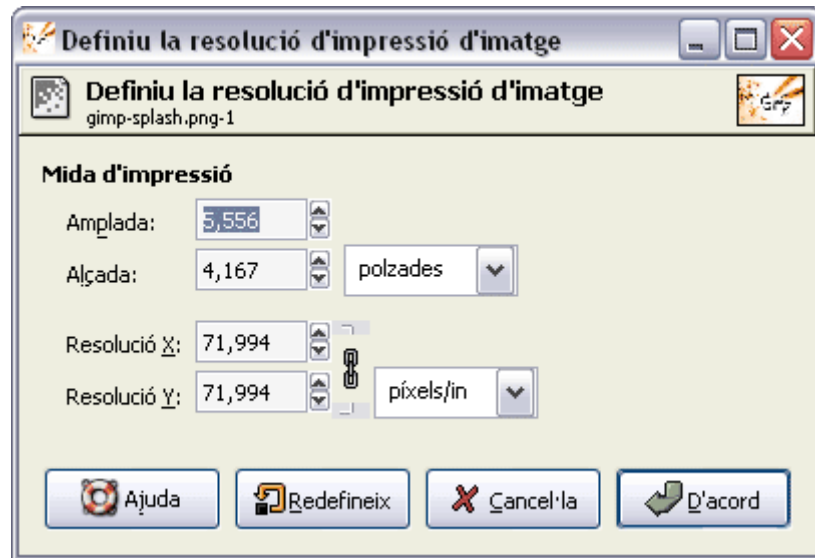 Definiu la resolució d'impressió d'imatge
Definiu la resolució d'impressió d'imatge
gimp-splash.png-1
Mida d'impressió
Amplada: 5,556
Alçada: 4,167 polzades
Resolució X: 71,994
Resolució Y: 71,994 píxels/in
Ajuda Redefineix Cancel·la D'acord